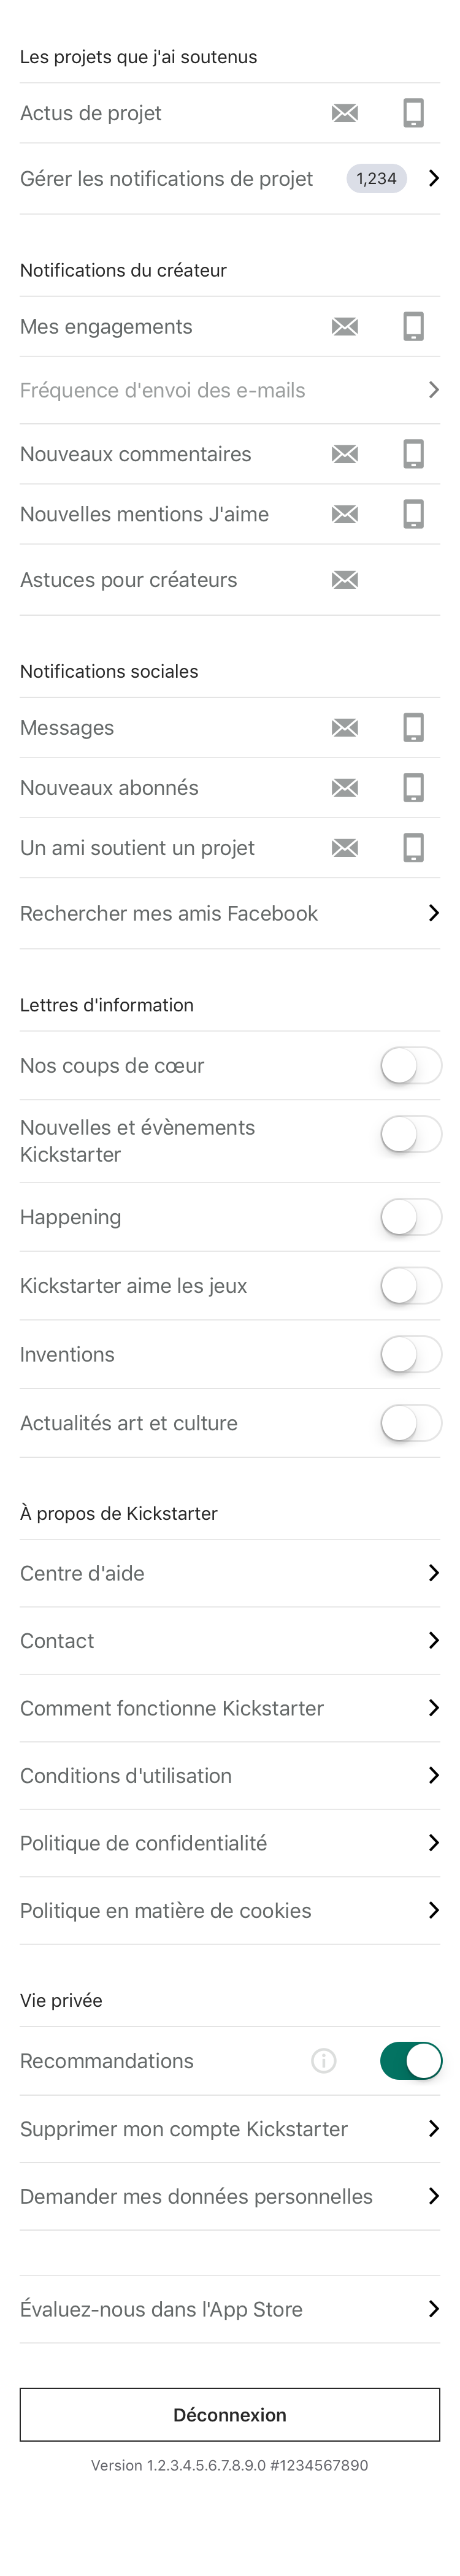 Les projets que j'ai soutenus
Actus de projet
Gérer les notifications de projet 1,234
Notifications du créateur
Mes engagements
Fréquence d'envoi des e-mails
Nouveaux commentaires
Nouvelles mentions J'aime
Astuces pour créateurs
Notifications sociales
Messages
Nouveaux abonnés
Un ami soutient un projet
Rechercher mes amis Facebook
Lettres d'information
Nos coups de cœur
Nouvelles et évènements
Kickstarter
Happening
Kickstarter aime les jeux
Inventions
Actualités art et culture
À propos de Kickstarter
Centre d'aide
Contact
Comment fonctionne Kickstarter
Conditions d'utilisation
Politique de confidentialité
Politique en matière de cookies
Vie privée
Recommandations
Supprimer mon compte Kickstarter
Demander mes données personnelles
Évaluez-nous dans l'App Store
Déconnexion
Version 1.2.3.4.5.6.7.8.9.0 #1234567890